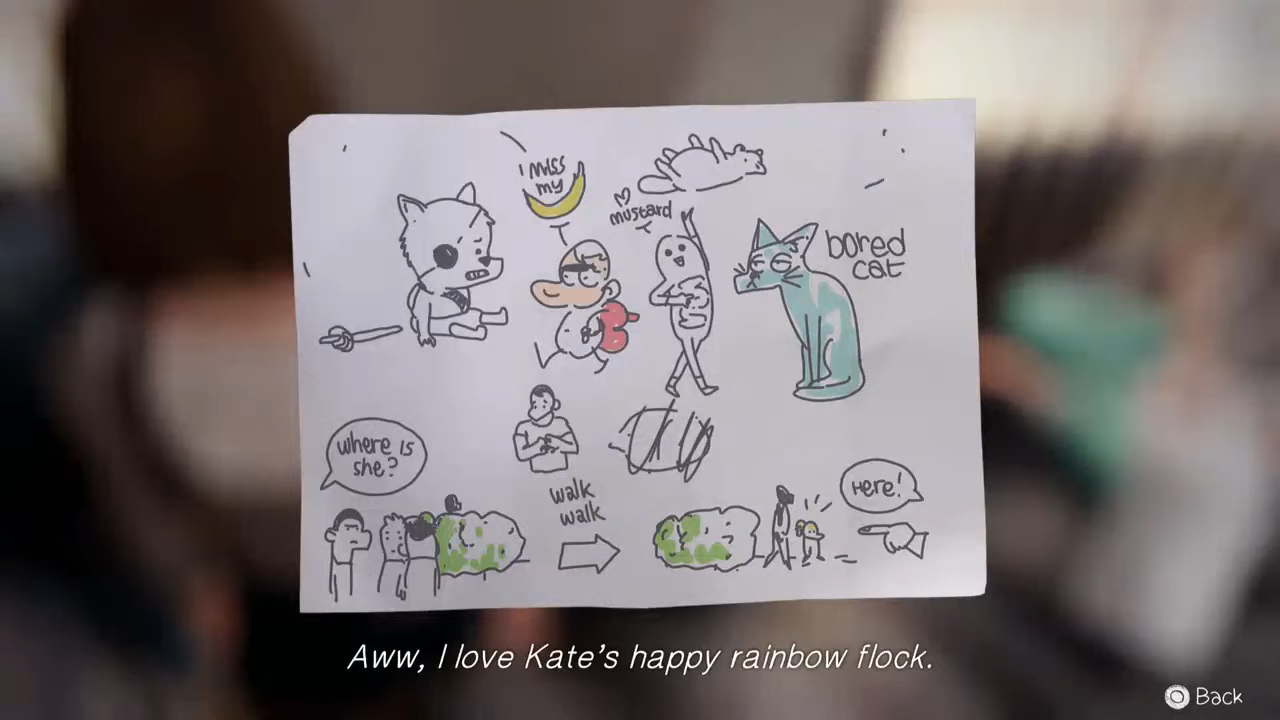 I MISS
MY
mustard
bored
cat
where is
she?
walk
walk
HERE!
Aww, I love Kate's happy rainbow flock.
Back